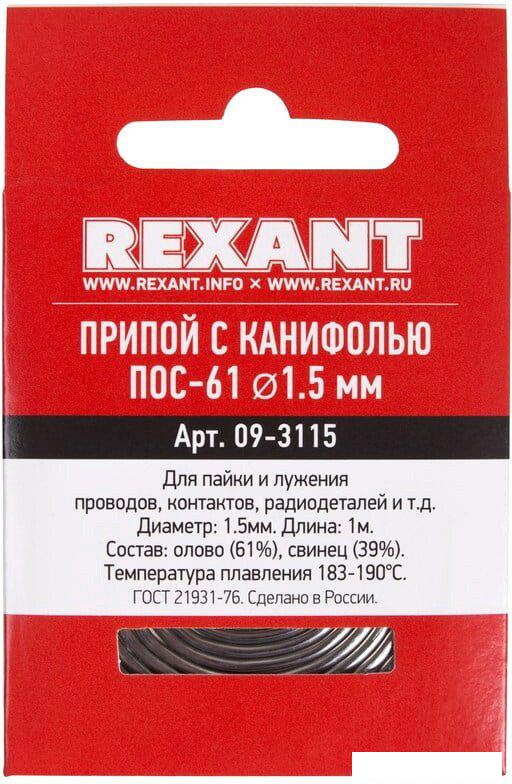 REXANT
WWW.REXANT.INFO × WWW.REXANT.RU
ПРИПОЙ С КАНИФОЛЬЮ
ПОС-61 ⌀1.5 мм
Арт. 09-3115
Для пайки и лужения
проводов, контактов, радиодеталей и т.д.
Диаметр: 1.5мм. Длина: 1м.
Состав: олово (61%), свинец (39%).
Температура плавления 183-190°С.
ГОСТ 21931-76. Сделано в России.